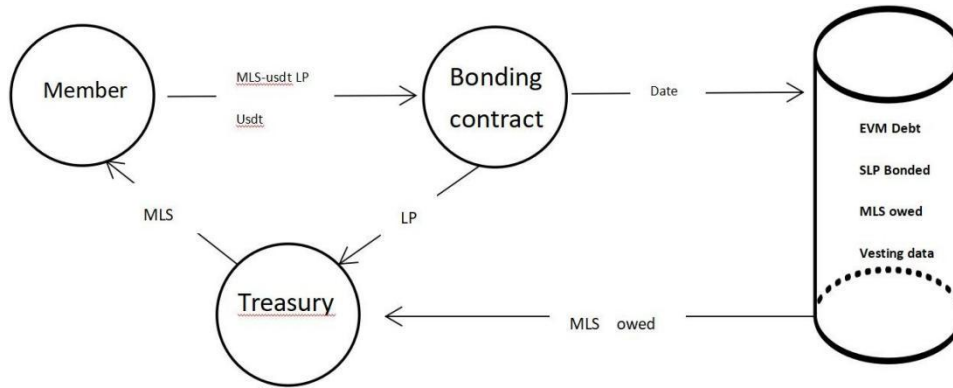 Member
MLS-usdt LP
Usdt
Bonding
contract
Date
EVM Debt
SLP Bonded
MLS owed
Vesting data
MLS
LP
Treasury
MLS owed